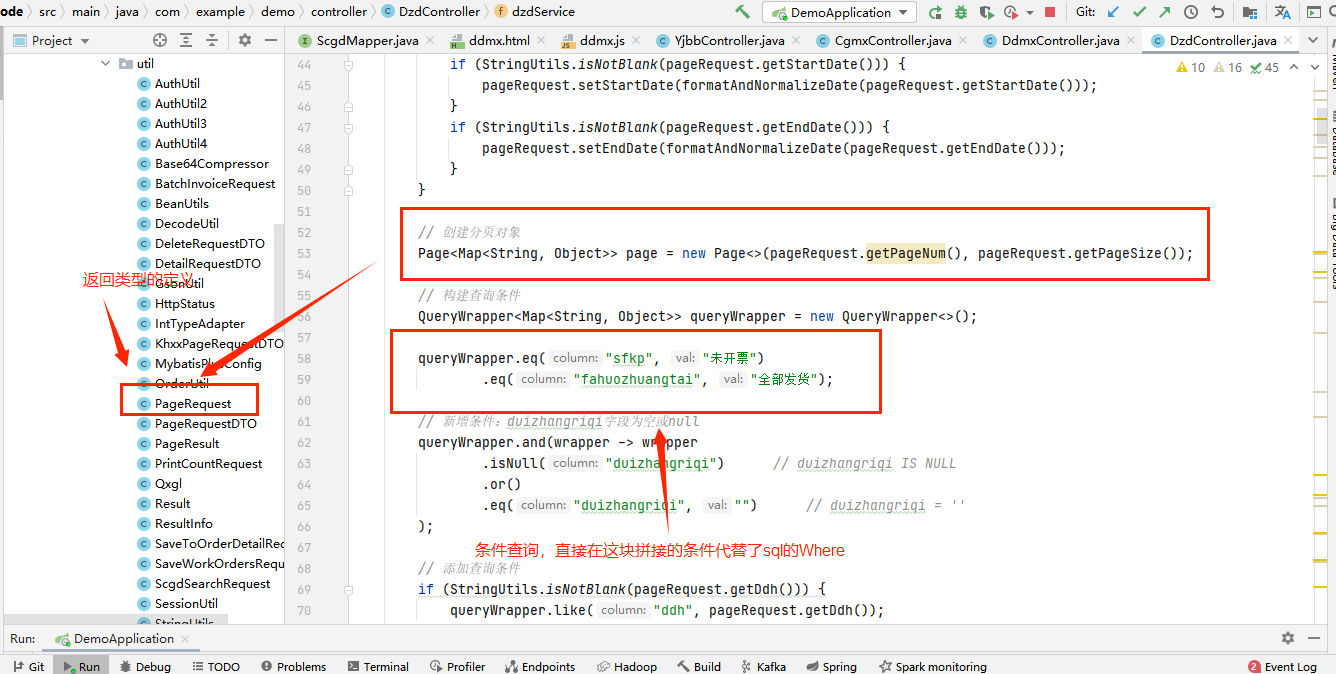 ode src main java com example demo controller DzdController dzdService DemoApplication Git:
Project ScgdMapper.java ddmx.html ddmx.js YjbbController.java CgmxController.java DdmxController.java DzdController.java
util
AuthUtil
AuthUtil2
AuthUtil3
AuthUtil4
Base64Compressor
BatchInvoiceRequest
BeanUtils
DecodeUtil
DeleteRequestDTO
DetailRequestDTO
GsonUtil
HttpStatus
IntTypeAdapter
KhxxPageRequestDTO
MybatisPlusConfig
OrderUtil
PageRequest
PageRequestDTO
PageResult
PrintCountRequest
Qxgl
Result
ResultInfo
SaveToOrderDetailRec
SaveWorkOrdersRequ
ScgdSearchRequest
SessionUtil
StringUtils
返回类型的定义
10 16 45
44 if (StringUtils.isNotBlank(pageRequest.getStartDate())) {
45 pageRequest.setStartDate(formatAndNormalizeDate(pageRequest.getStartDate()));
46 }
47 if (StringUtils.isNotBlank(pageRequest.getEndDate())) {
48 pageRequest.setEndDate(formatAndNormalizeDate(pageRequest.getEndDate()));
49 }
50 }
51
52 // 创建分页对象
53 Page<Map<String, Object>> page = new Page<>(pageRequest.getPageNum(), pageRequest.getPageSize());
54
55 // 构建查询条件
56 QueryWrapper<Map<String, Object>> queryWrapper = new QueryWrapper<>();
57
58 queryWrapper.eq( column: "sfkp", val: "未开票")
59 .eq( column: "fahuozhuangtai", val: "全部发货");
60
61 // 新增条件：duizhangriqi字段为空或null
62 queryWrapper.and(wrapper -> wrapper
63 .isNull( column: "duizhangriqi") // duizhangriqi IS NULL
64 .or()
65 .eq( column: "duizhangriqi", val: "") // duizhangriqi = ''
66 );
67
条件查询，直接在这块拼接的条件代替了sql的Where
68 // 添加查询条件
69 if (StringUtils.isNotBlank(pageRequest.getDdh())) {
70 queryWrapper.like( column: "ddh", pageRequest.getDdh());
Run: DemoApplication
Git Run Debug TODO Problems Terminal Profiler Endpoints Hadoop Build Kafka Spring Spark monitoring 2 Event Log